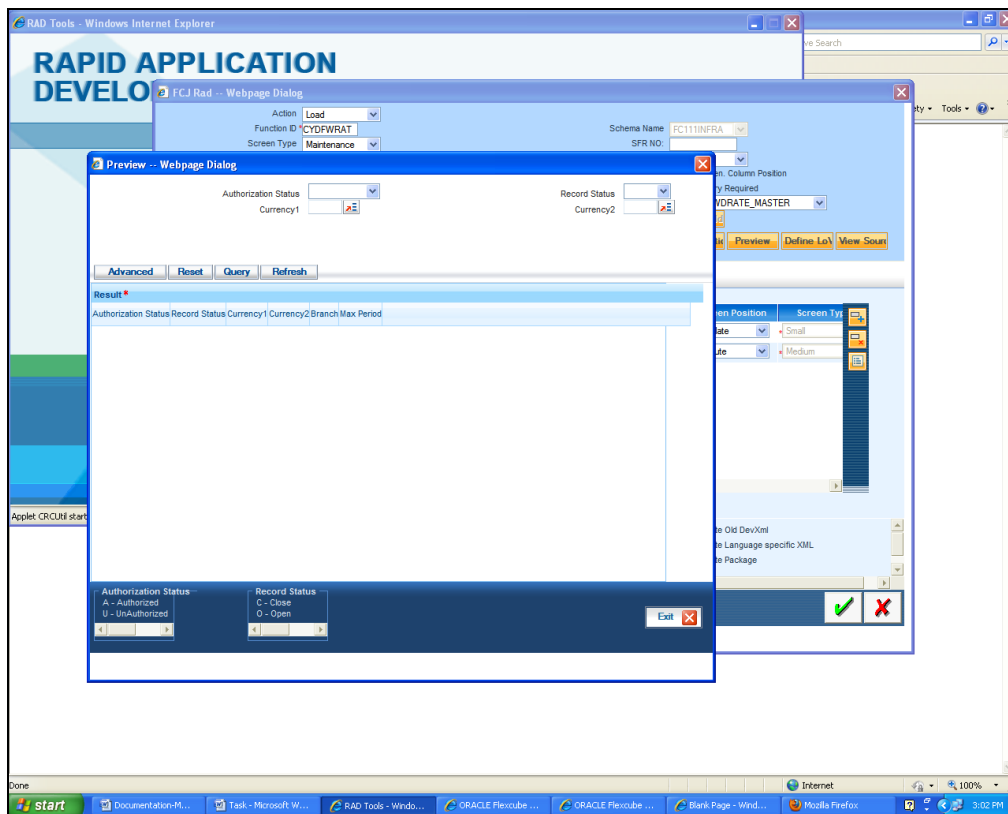 RAD Tools - Windows Internet Explorer
ve Search
RAPID APPLICATION
DEVELO
FCJ Rad -- Webpage Dialog
ety Tools
Action Load
Function ID *CYDFWRAT Schema Name FC111INFRA
Screen Type Maintenance SFR NO:
Preview -- Webpage Dialog
en. Column Position
Authorization Status Record Status
ry Required
Currency1 Currency2
WDRATE_MASTER
Preview Define LoV View Sourc
Advanced Reset Query Refresh
Result *
Authorization Status Record Status Currency1 Currency2 Branch Max Period
en Position Screen Typ
late Small
ute Medium
Applet CRCUtil start
te Old DevXml
te Language specific XML
te Package
Authorization Status Record Status
A - Authorized C - Close
U - UnAuthorized O - Open
Exit
Done Internet 100%
start Documentation-M... Task - Microsoft W... RAD Tools - Windo... ORACLE Flexcube ... ORACLE Flexcube ... Blank Page - Wind... Mozilla Firefox 3:02 PM